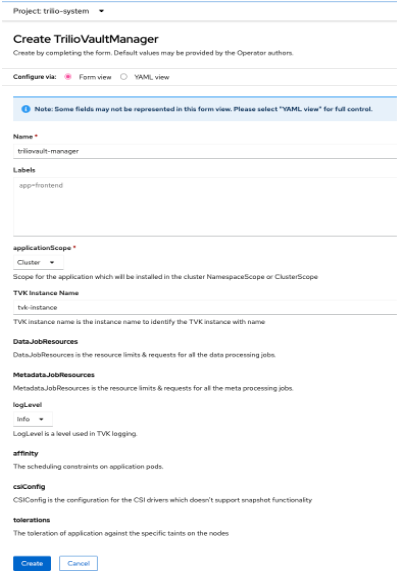 Project: trilio-system
Create TrilioVaultManager
Create by completing the form. Default values may be provided by the Operator authors.
Configure via: Form view YAML view
Note: Some fields may not be represented in this form view. Please select "YAML view" for full control.
Name *
triliovault-manager
Labels
app=frontend
applicationScope *
Cluster
Scope for the application which will be installed in the cluster NamespaceScope or ClusterScope
TVK Instance Name
tvk-instance
TVK instance name is the instance name to identify the TVK instance with name
DataJobResources
DataJobResources is the resource limits & requests for all the data processing jobs.
MetadataJobResources
MetadataJobResources is the resource limits & requests for all the meta processing jobs.
logLevel
Info
LogLevel is a level used in TVK logging.
affinity
The scheduling constraints on application pods.
csiConfig
CSIConfig is the configuration for the CSI drivers which doesn't support snapshot functionality
tolerations
The toleration of application against the specific taints on the nodes
Create Cancel